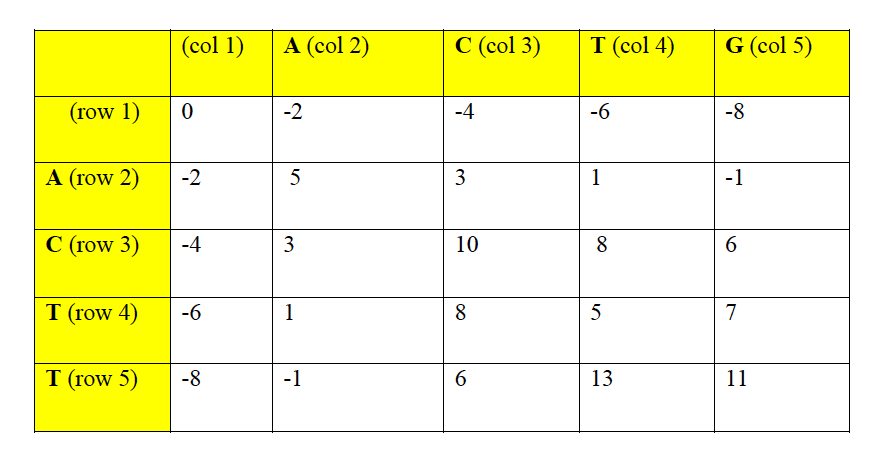 (col 1) A (col 2) C (col 3) T (col 4) G (col 5)
(row 1) 0 -2 -4 -6 -8
A (row 2) -2 5 3 1 -1
C (row 3) -4 3 10 8 6
T (row 4) -6 1 8 5 7
T (row 5) -8 -1 6 13 11